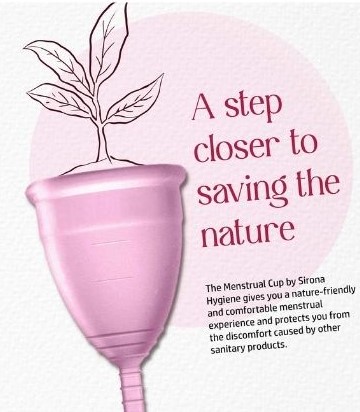 A step
closer to
saving the
nature
The Menstrual Cup by Sirona
Hygiene gives you a nature-friendly
and comfortable menstrual
experience and protects you from
the discomfort caused by other
sanitary products.